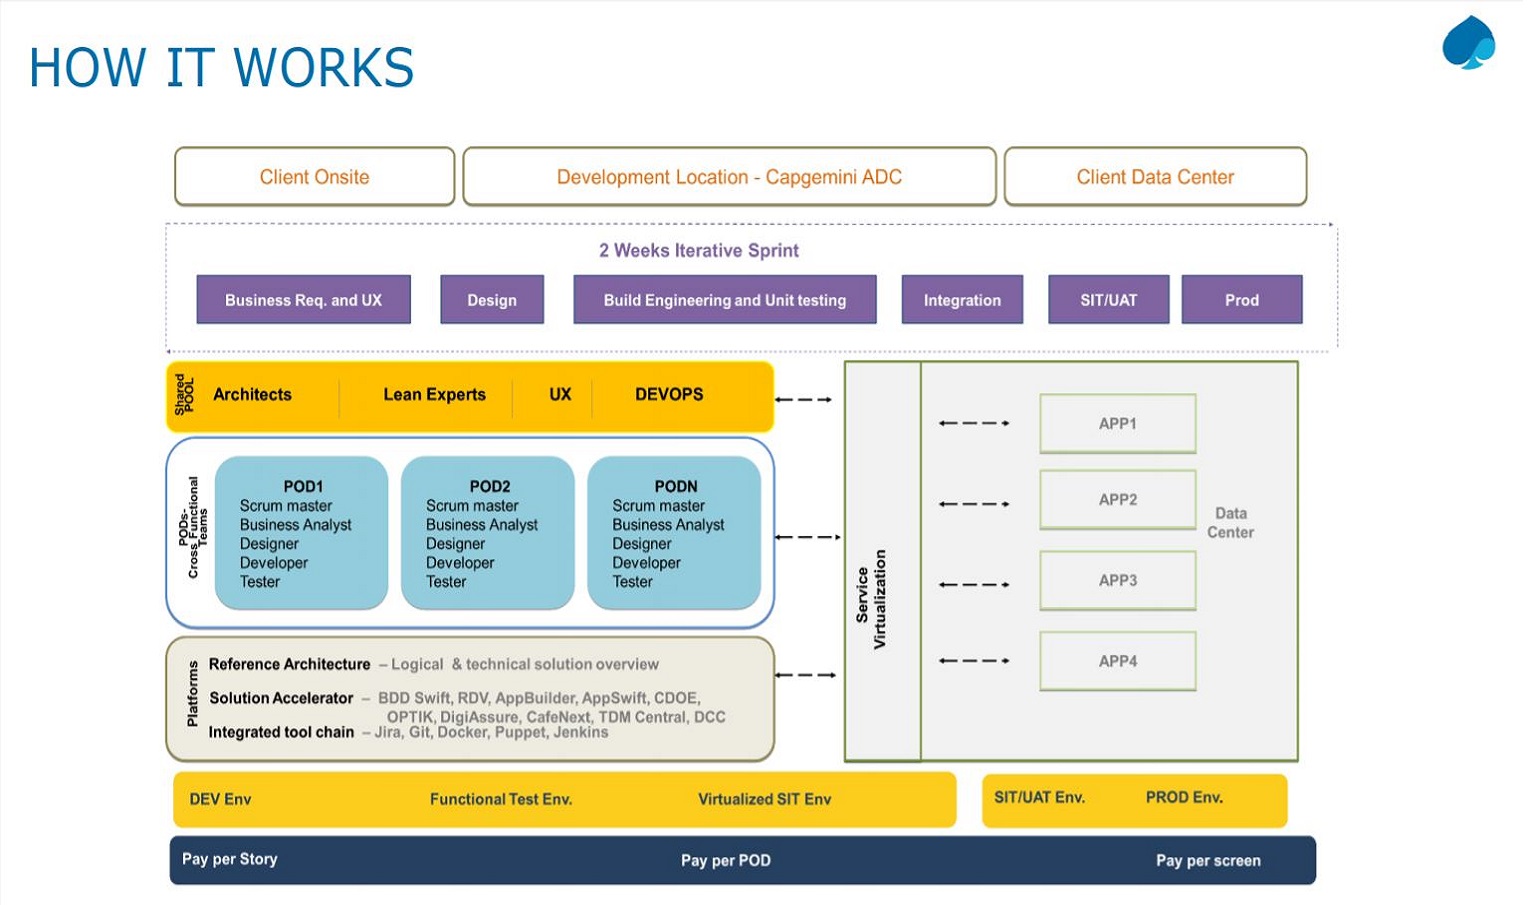 HOW IT WORKS
Client Onsite
Development Location - Capgemini ADC
Client Data Center
2 Weeks Iterative Sprint
Business Req. and UX
Design
Build Engineering and Unit testing
Integration
SIT/UAT
Prod
Shared
POOL
Architects
Lean Experts
UX
DEVOPS
PODs-
Cross Functional
Teams
POD1
Scrum master
Business Analyst
Designer
Developer
Tester
POD2
Scrum master
Business Analyst
Designer
Developer
Tester
PODN
Scrum master
Business Analyst
Designer
Developer
Tester
Platforms
Reference Architecture – Logical & technical solution overview
Solution Accelerator – BDD Swift, RDV, AppBuilder, AppSwift, CDOE,
OPTIK, DigiAssure, CafeNext, TDM Central, DCC
Integrated tool chain – Jira, Git, Docker, Puppet, Jenkins
Service
Virtualization
APP1
APP2
APP3
APP4
Data
Center
DEV Env
Functional Test Env.
Virtualized SIT Env
SIT/UAT Env.
PROD Env.
Pay per Story
Pay per POD
Pay per screen